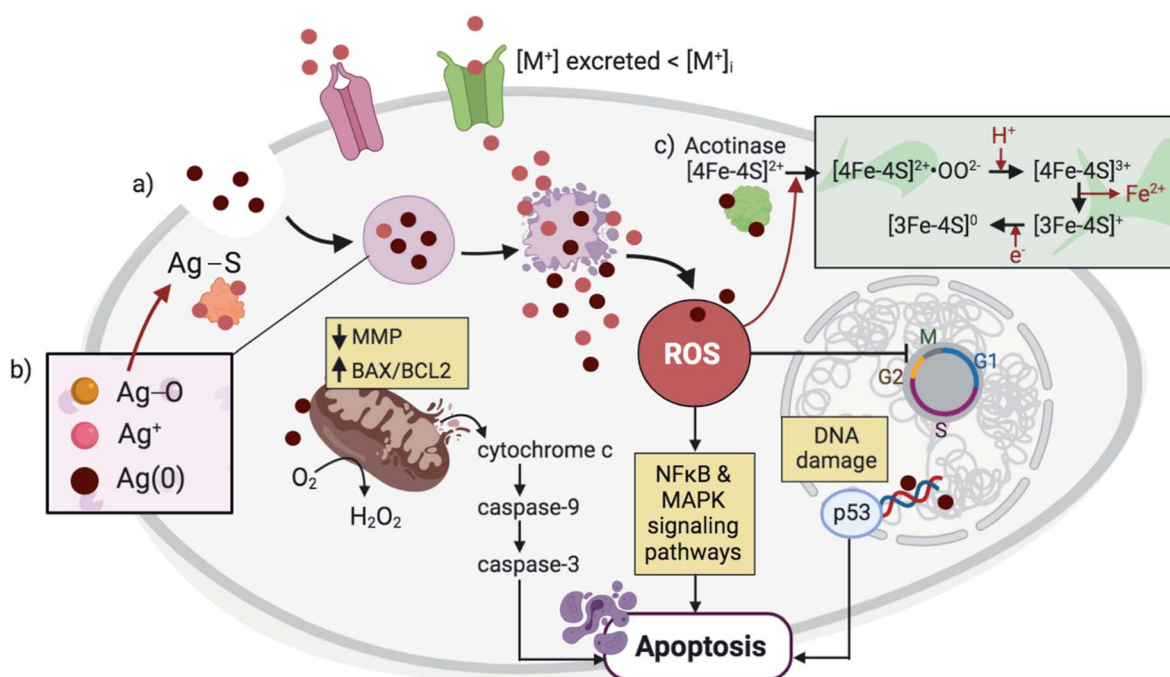 [M⁺] excreted < [M⁺]ᵢ
a)
Ag–S
b)
Ag–O
Ag⁺
Ag(0)
c) Acotinase
[4Fe-4S]²⁺
[4Fe-4S]²⁺•OO²⁻
H⁺
[4Fe-4S]³⁺
Fe²⁺
[3Fe-4S]⁰
[3Fe-4S]⁺
e⁻
MMP
BAX/BCL2
O₂
H₂O₂
cytochrome c
caspase-9
caspase-3
ROS
NFκB &
MAPK
signaling
pathways
M
G1
G2
S
DNA
damage
p53
Apoptosis